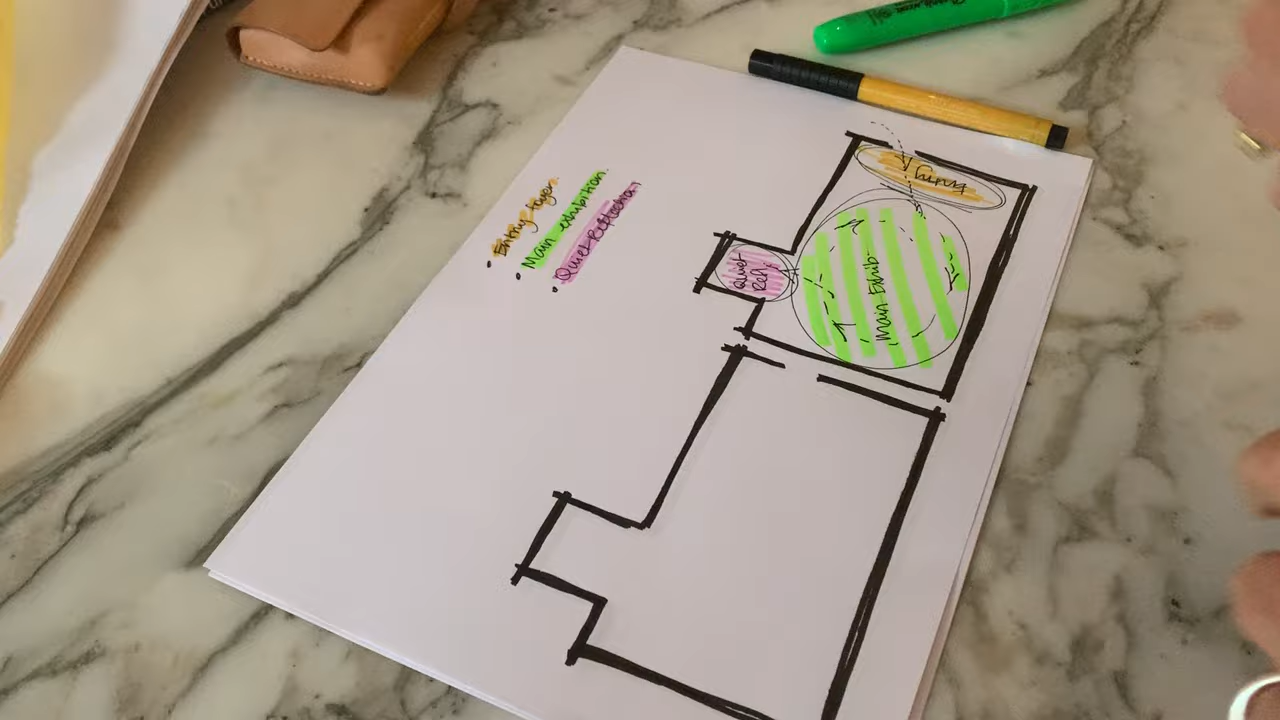 • Entry foyer.
• Main exhibition.
• Quiet Reflection
Entry
Quiet
Refl.
Main Exhib-